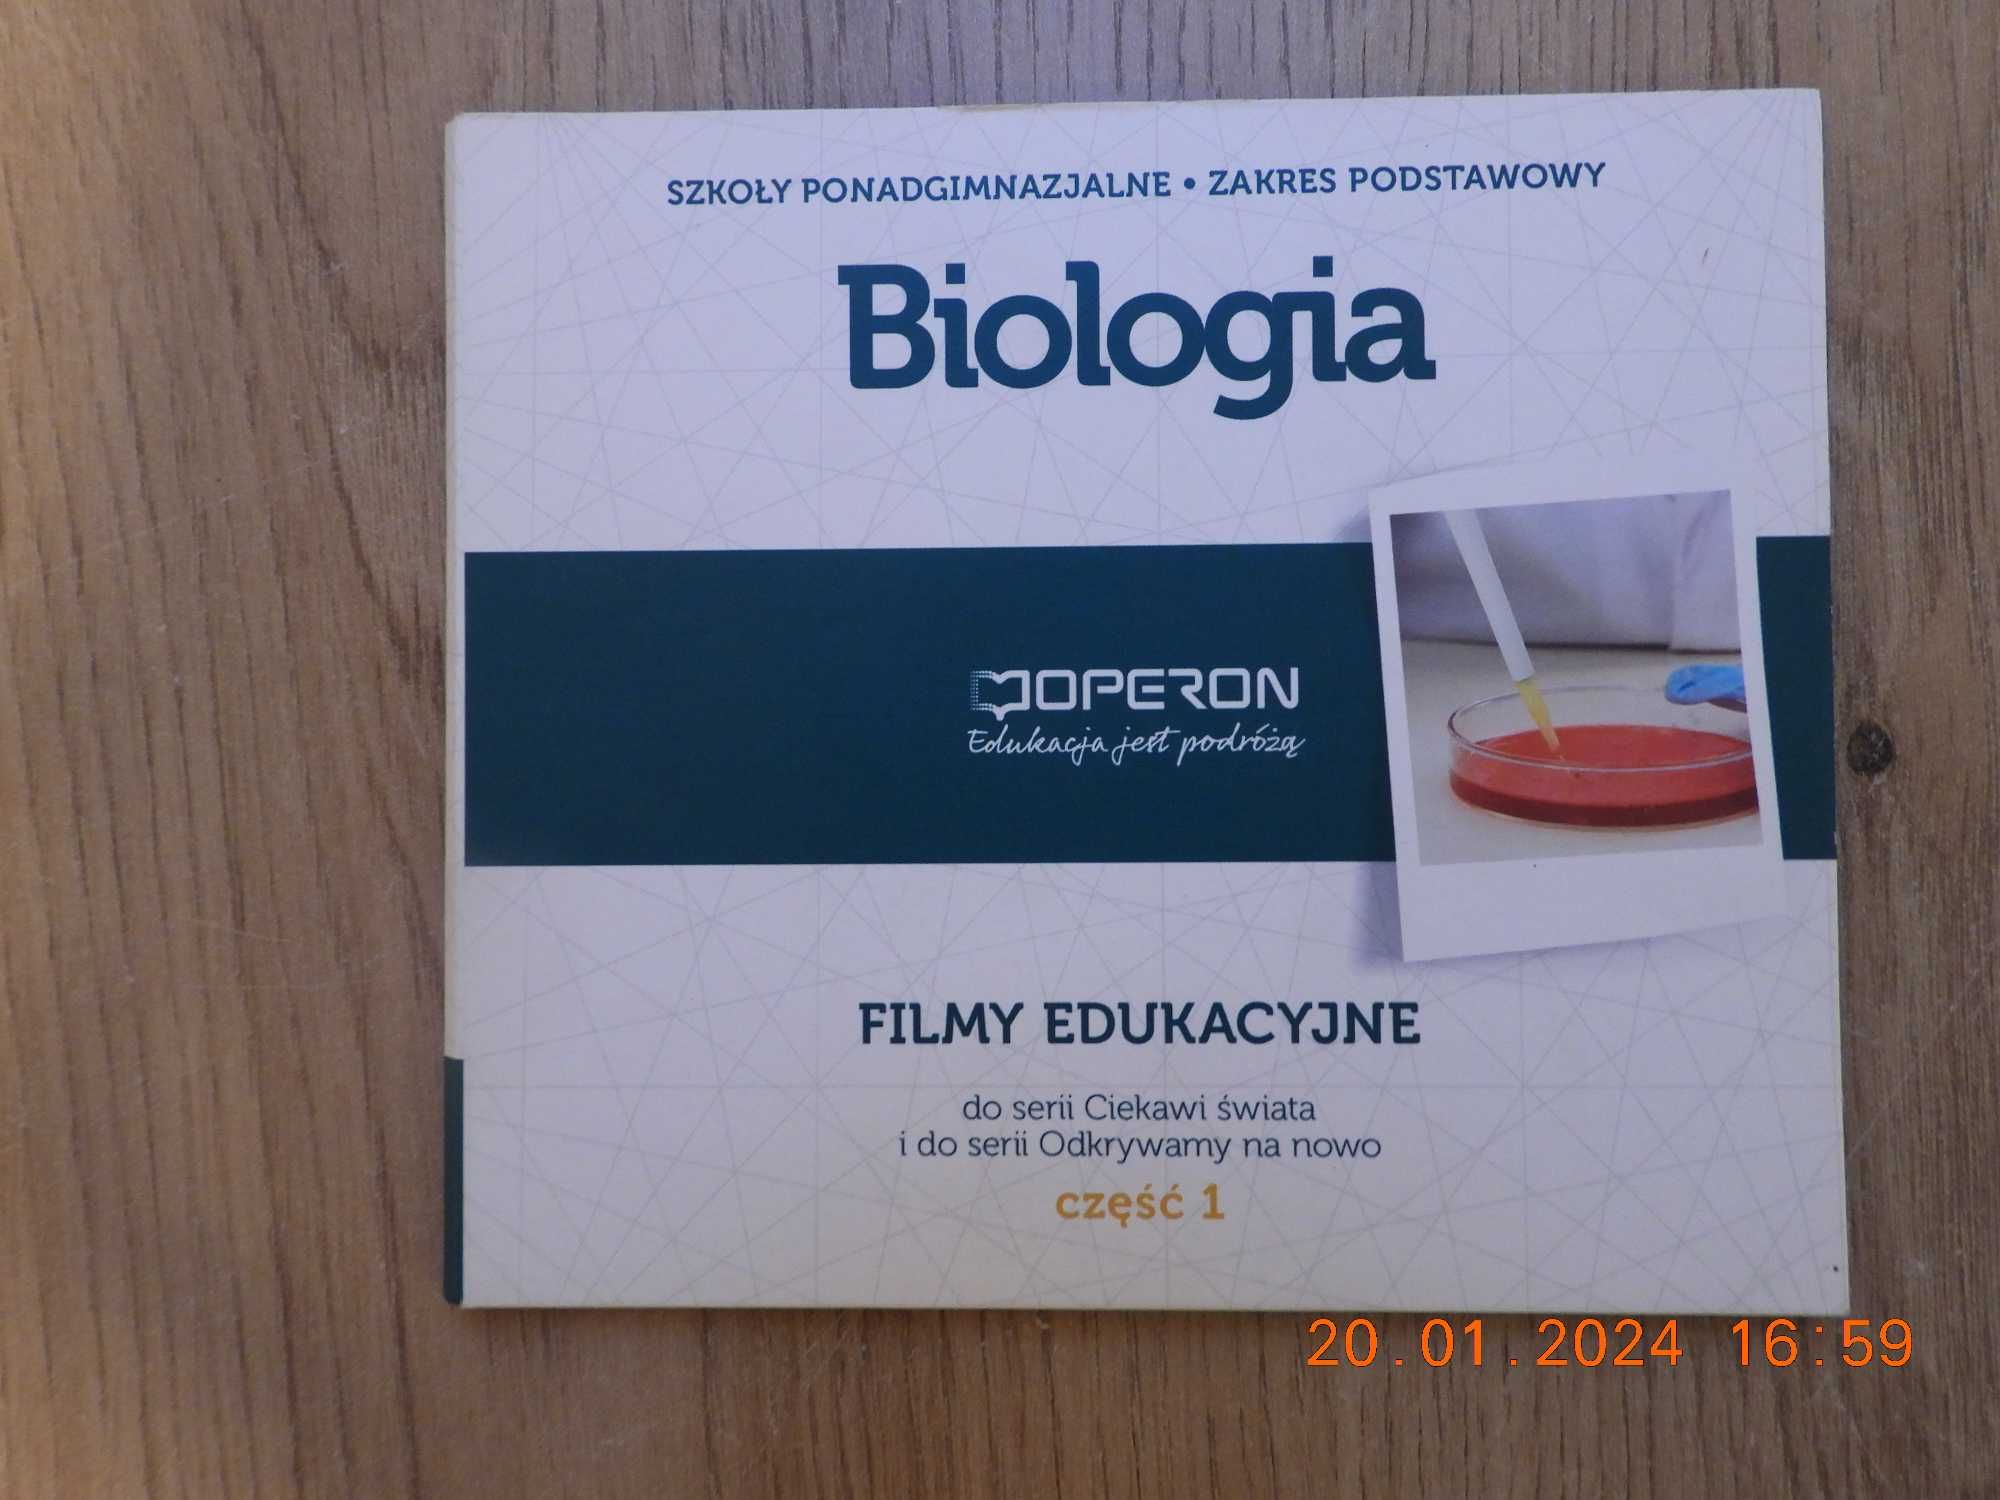 SZKOŁY PONADGIMNAZJALNE • ZAKRES PODSTAWOWY
Biologia
OPERON
Edukacja jest podróżą
FILMY EDUKACYJNE
do serii Ciekawi świata
i do serii Odkrywamy na nowo
część 1
20.01.2024 16:59